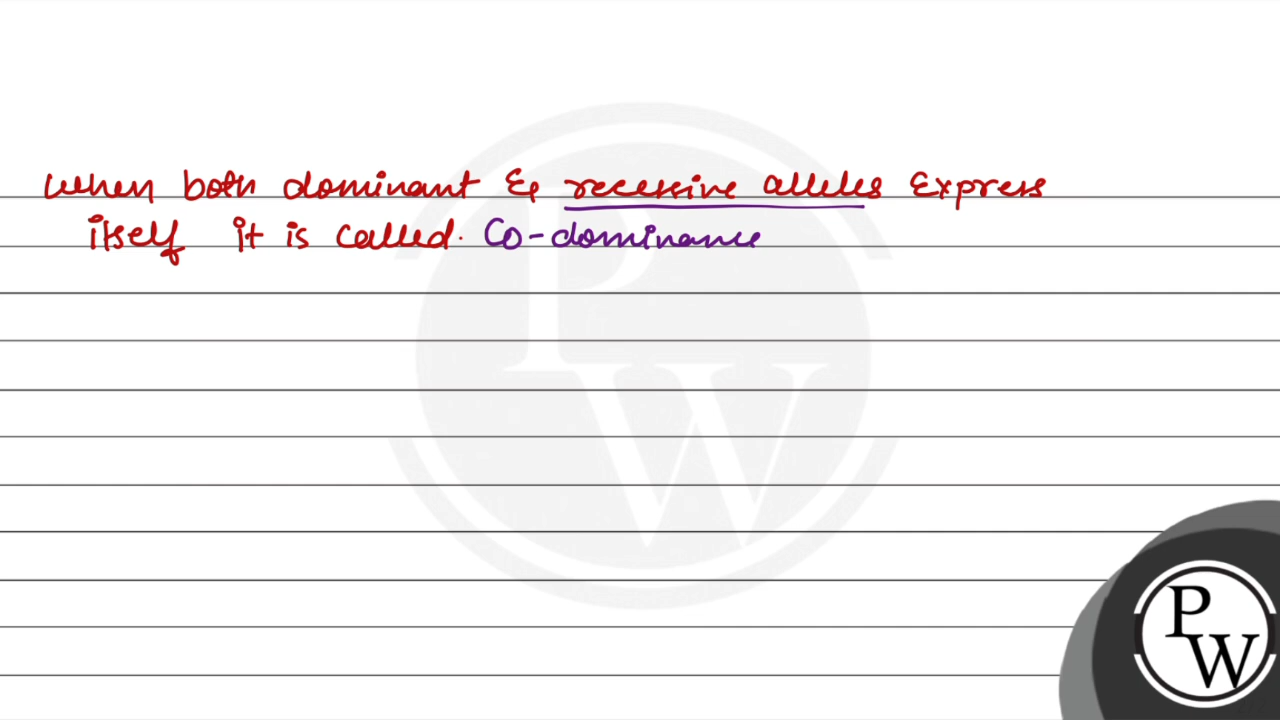 when both dominant & recessive alleles express
itself it is called. Co-dominance
P
W
P
W